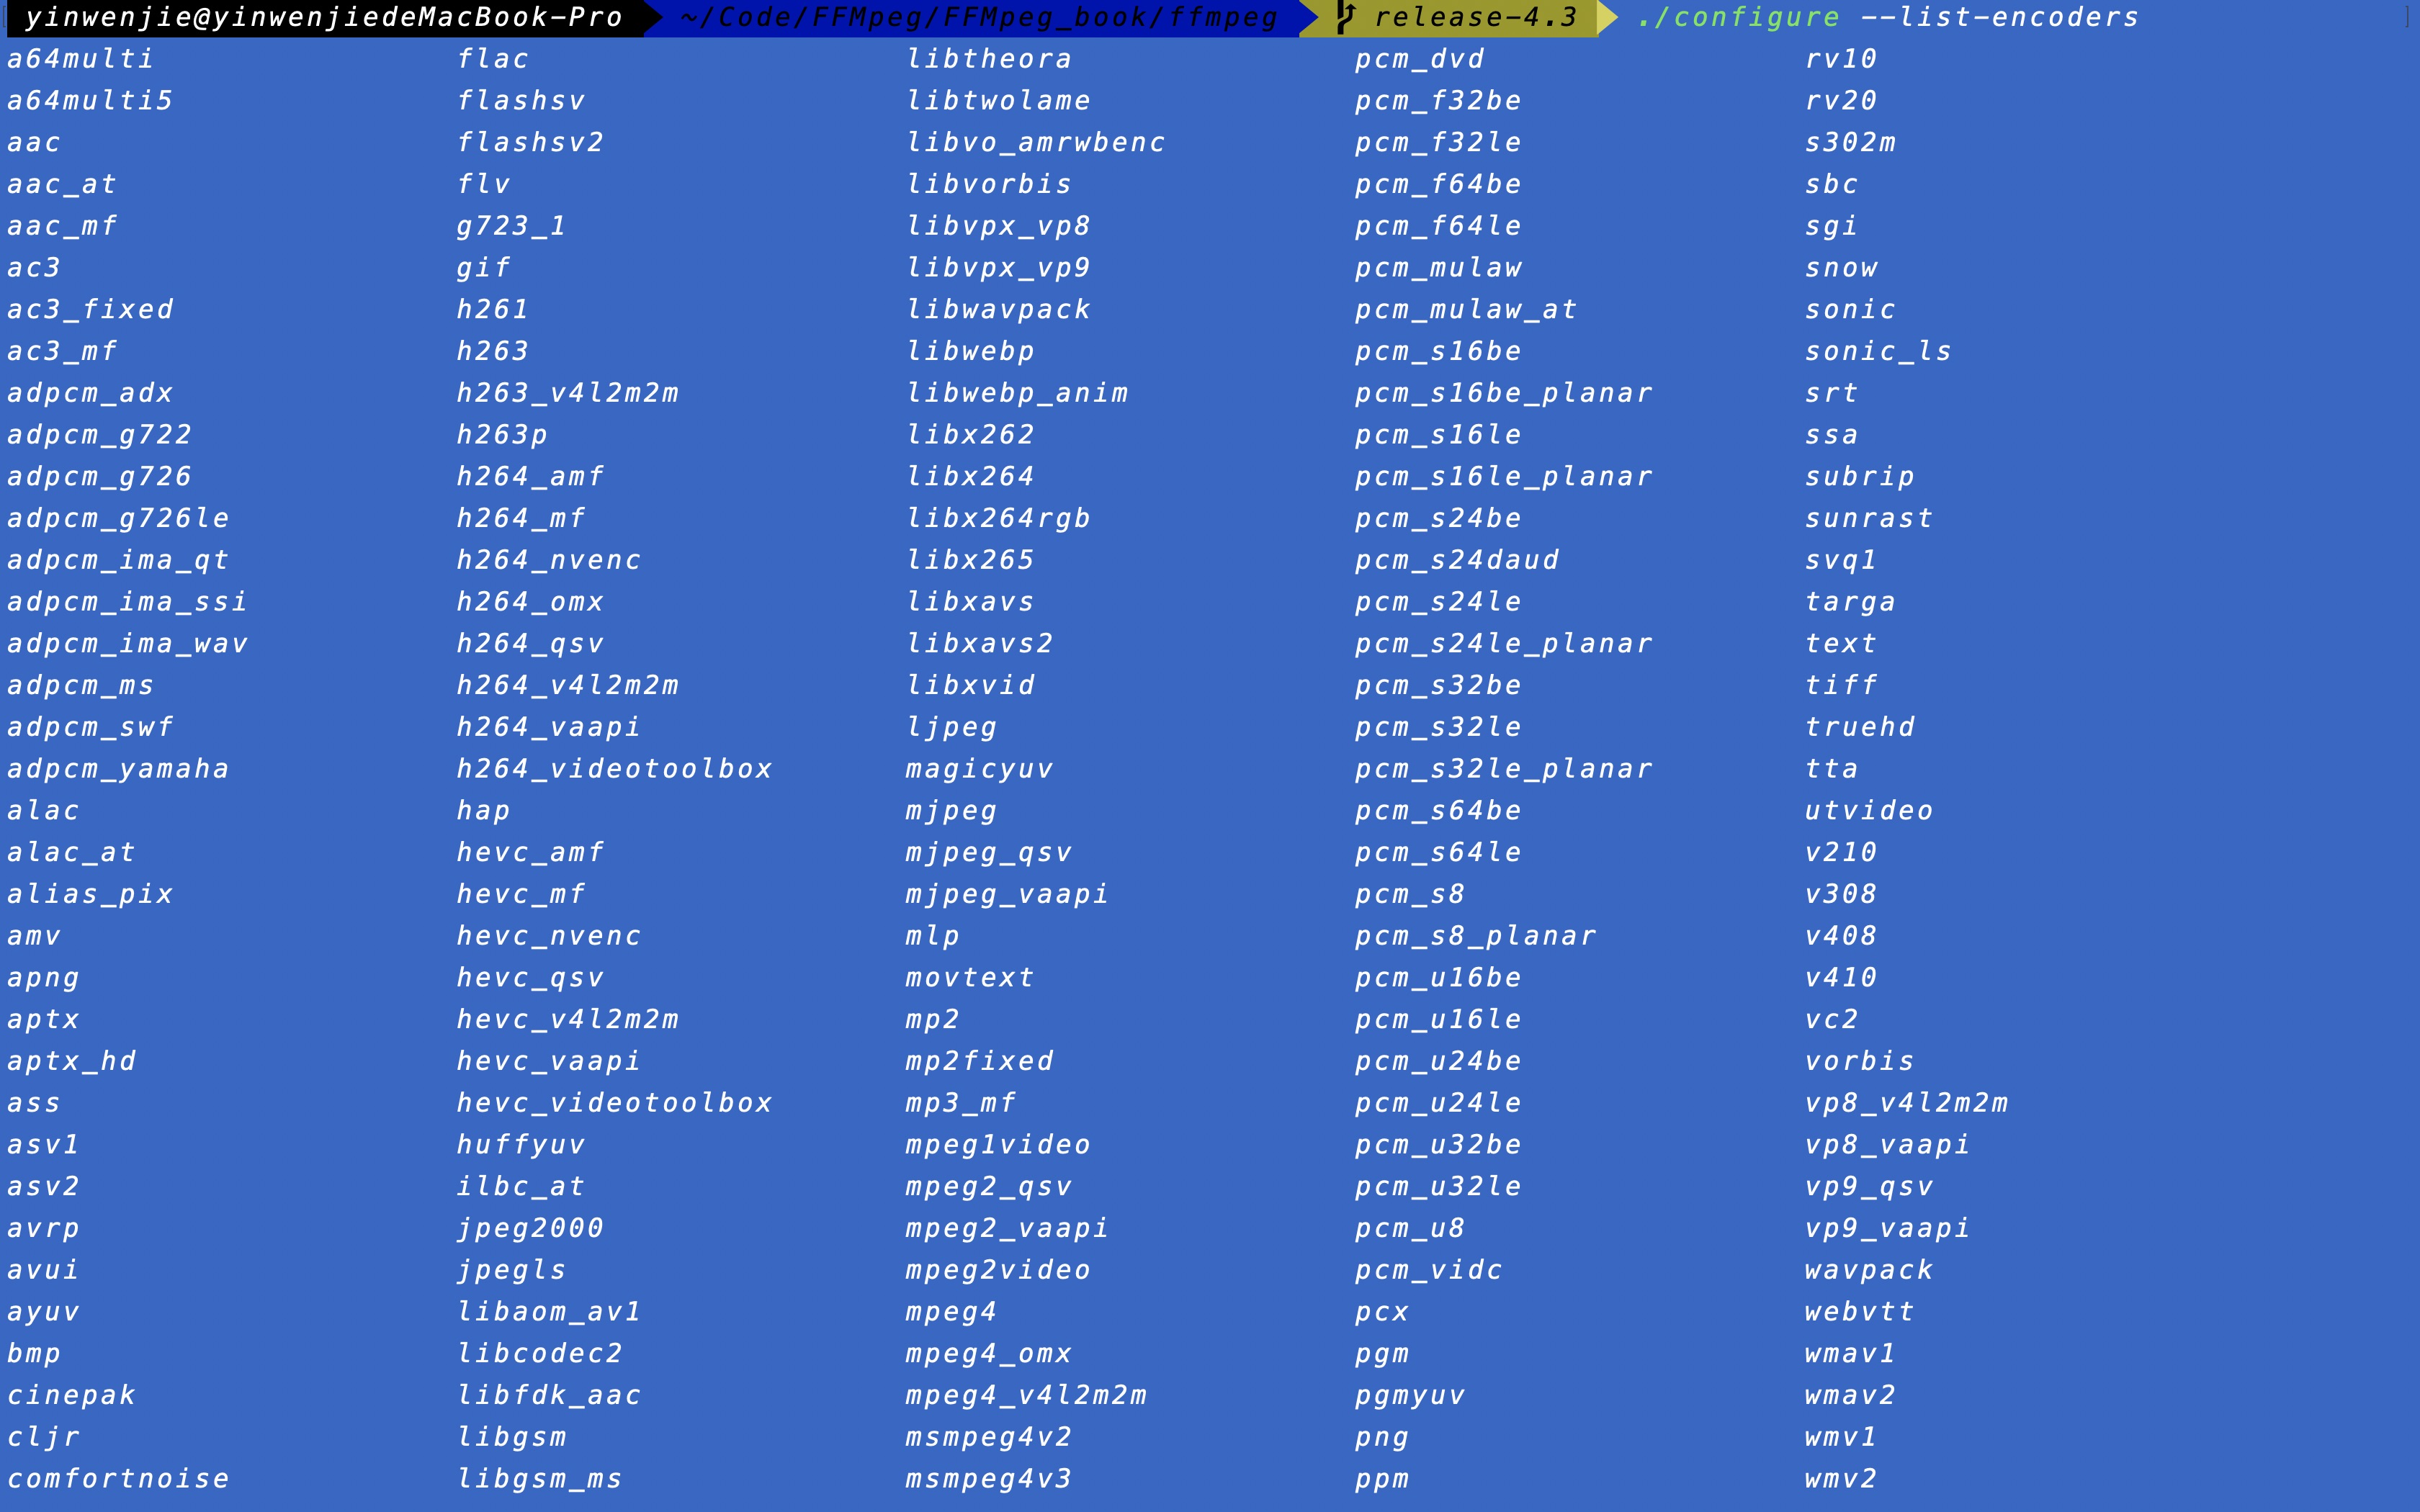 yinwenjie@yinwenjiedeMacBook-Pro ~/Code/FFMpeg/FFMpeg_book/ffmpeg release-4.3 ./configure --list-encoders
a64multi flac libtheora pcm_dvd rv10
a64multi5 flashsv libtwolame pcm_f32be rv20
aac flashsv2 libvo_amrwbenc pcm_f32le s302m
aac_at flv libvorbis pcm_f64be sbc
aac_mf g723_1 libvpx_vp8 pcm_f64le sgi
ac3 gif libvpx_vp9 pcm_mulaw snow
ac3_fixed h261 libwavpack pcm_mulaw_at sonic
ac3_mf h263 libwebp pcm_s16be sonic_ls
adpcm_adx h263_v4l2m2m libwebp_anim pcm_s16be_planar srt
adpcm_g722 h263p libx262 pcm_s16le ssa
adpcm_g726 h264_amf libx264 pcm_s16le_planar subrip
adpcm_g726le h264_mf libx264rgb pcm_s24be sunrast
adpcm_ima_qt h264_nvenc libx265 pcm_s24daud svq1
adpcm_ima_ssi h264_omx libxavs pcm_s24le targa
adpcm_ima_wav h264_qsv libxavs2 pcm_s24le_planar text
adpcm_ms h264_v4l2m2m libxvid pcm_s32be tiff
adpcm_swf h264_vaapi ljpeg pcm_s32le truehd
adpcm_yamaha h264_videotoolbox magicyuv pcm_s32le_planar tta
alac hap mjpeg pcm_s64be utvideo
alac_at hevc_amf mjpeg_qsv pcm_s64le v210
alias_pix hevc_mf mjpeg_vaapi pcm_s8 v308
amv hevc_nvenc mlp pcm_s8_planar v408
apng hevc_qsv movtext pcm_u16be v410
aptx hevc_v4l2m2m mp2 pcm_u16le vc2
aptx_hd hevc_vaapi mp2fixed pcm_u24be vorbis
ass hevc_videotoolbox mp3_mf pcm_u24le vp8_v4l2m2m
asv1 huffyuv mpeg1video pcm_u32be vp8_vaapi
asv2 ilbc_at mpeg2_qsv pcm_u32le vp9_qsv
avrp jpeg2000 mpeg2_vaapi pcm_u8 vp9_vaapi
avui jpegls mpeg2video pcm_vidc wavpack
ayuv libaom_av1 mpeg4 pcx webvtt
bmp libcodec2 mpeg4_omx pgm wmav1
cinepak libfdk_aac mpeg4_v4l2m2m pgmyuv wmav2
cljr libgsm msmpeg4v2 png wmv1
comfortnoise libgsm_ms msmpeg4v3 ppm wmv2